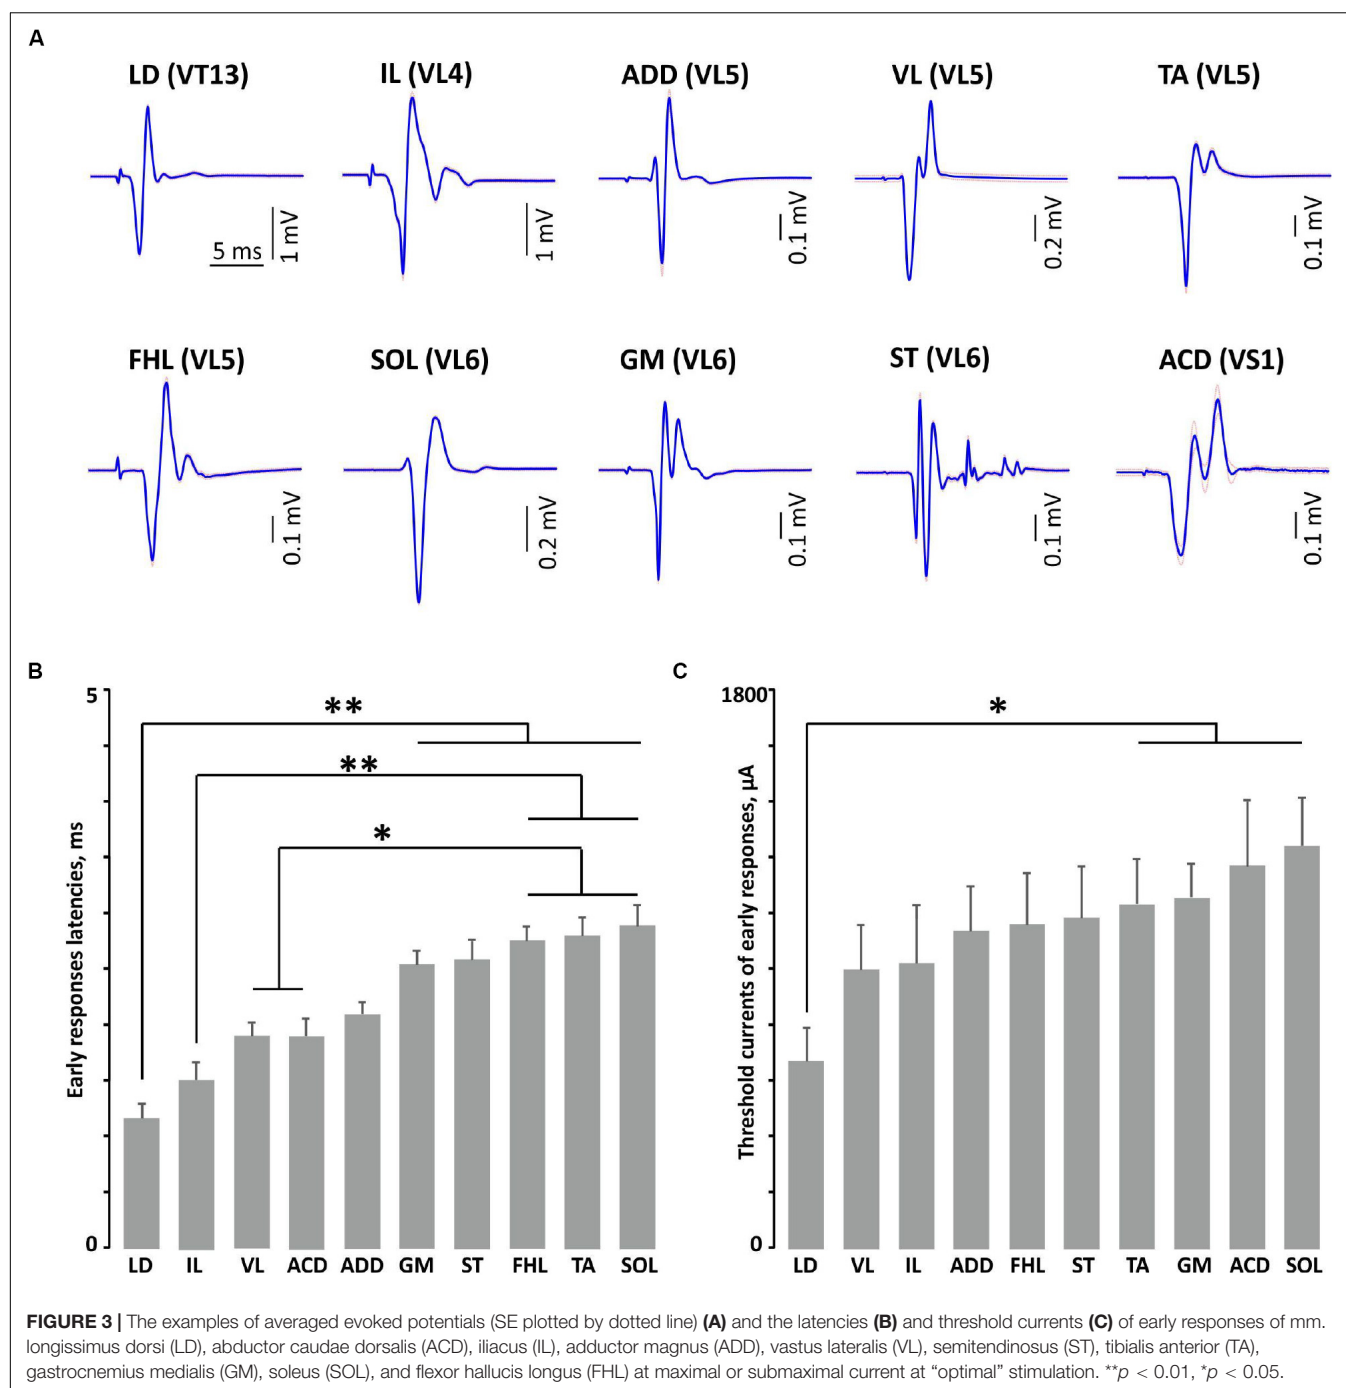 A
LD (VT13) IL (VL4) ADD (VL5) VL (VL5) TA (VL5)
5 ms 1 mV 1 mV 0.1 mV 0.2 mV 0.1 mV
FHL (VL5) SOL (VL6) GM (VL6) ST (VL6) ACD (VS1)
0.1 mV 0.2 mV 0.1 mV 0.1 mV 0.1 mV
B
5
Early responses latencies, ms
**
**
*
0
LD IL VL ACD ADD GM ST FHL TA SOL
C
1800
Threshold currents of early responses, µA
*
0
LD VL IL ADD FHL ST TA GM ACD SOL
FIGURE 3 | The examples of averaged evoked potentials (SE plotted by dotted line) (A) and the latencies (B) and threshold currents (C) of early responses of mm.
longissimus dorsi (LD), abductor caudae dorsalis (ACD), iliacus (IL), adductor magnus (ADD), vastus lateralis (VL), semitendinosus (ST), tibialis anterior (TA),
gastrocnemius medialis (GM), soleus (SOL), and flexor hallucis longus (FHL) at maximal or submaximal current at “optimal” stimulation. **p < 0.01, *p < 0.05.